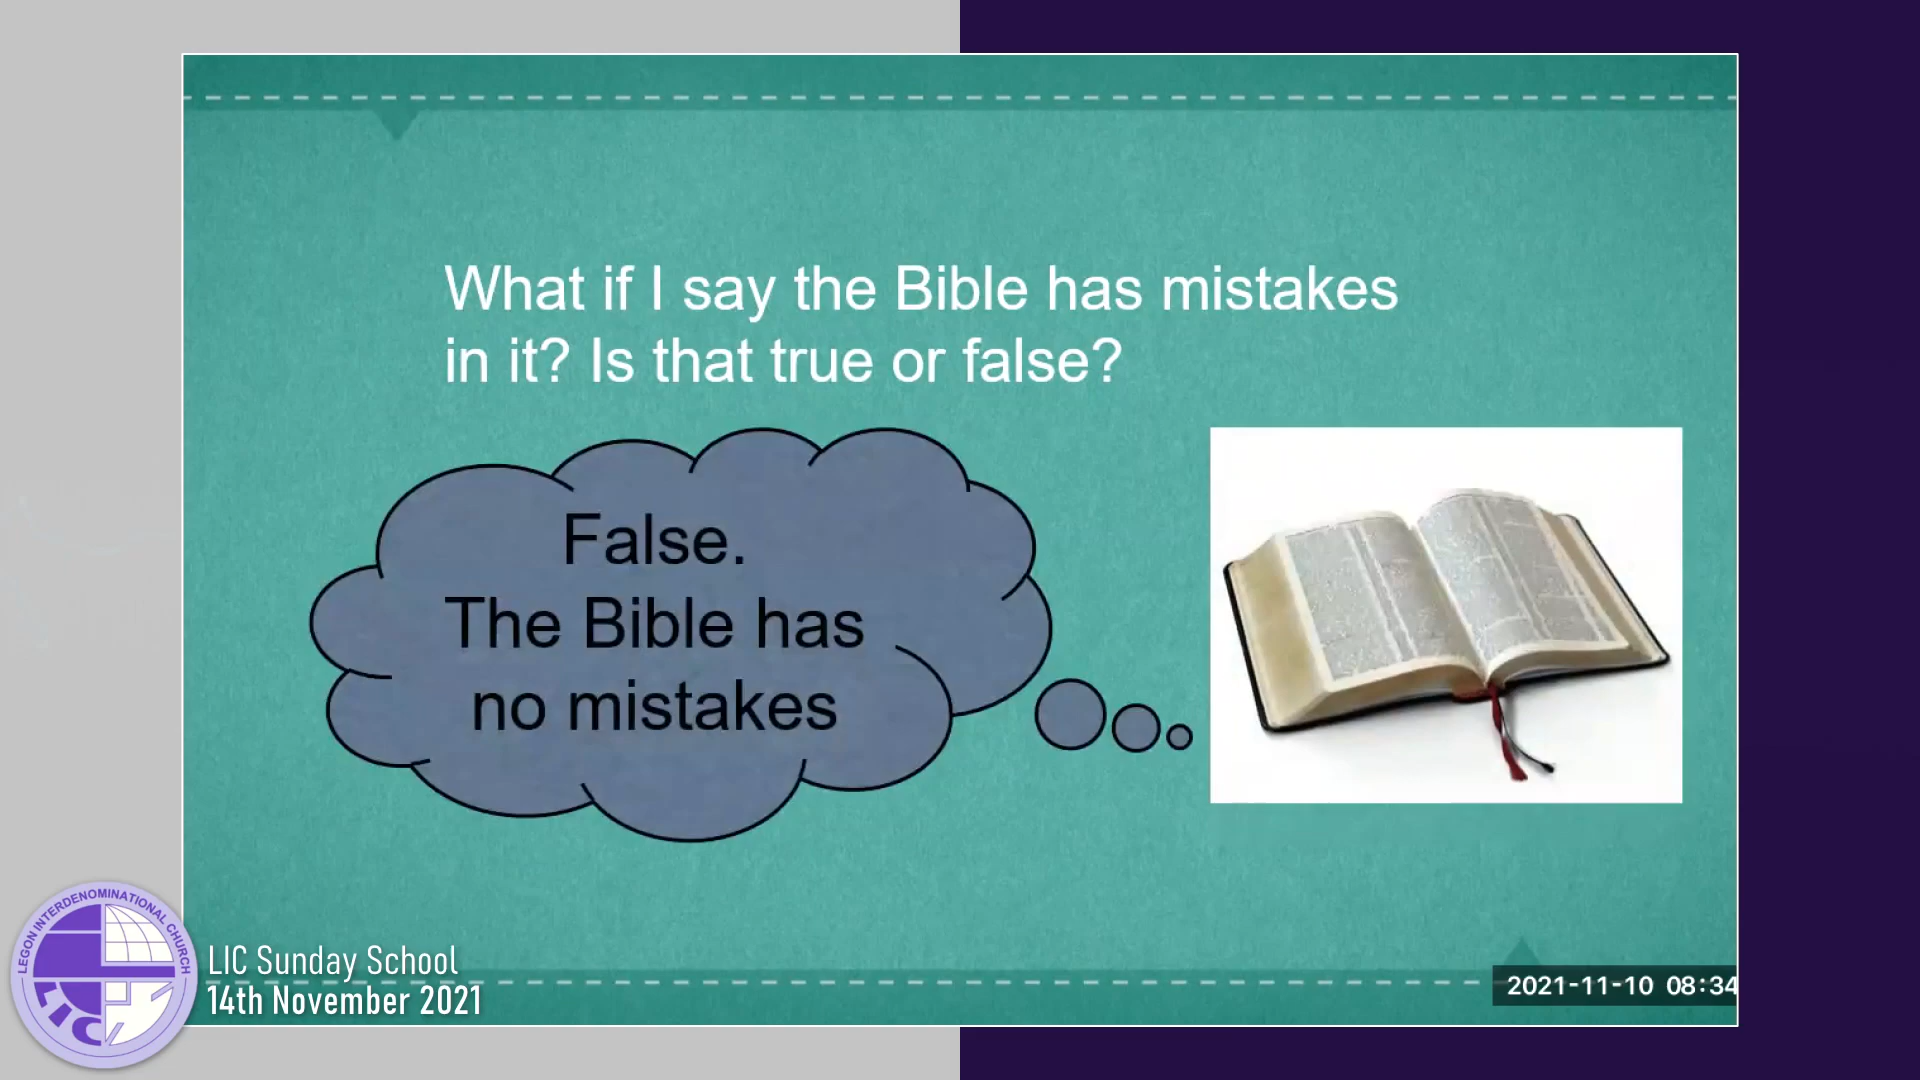 What if I say the Bible has mistakes
in it? Is that true or false?
False.
The Bible has
no mistakes
LEGON INTERDENOMINATIONAL CHURCH
LIC
LIC Sunday School
14th November 2021
2021-11-10 08:34